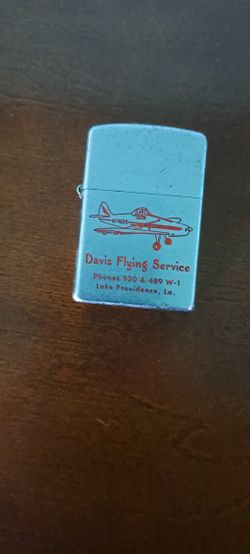 Davis Flying Service
Phones 920 & 489 W-1
Lake Providence, La.